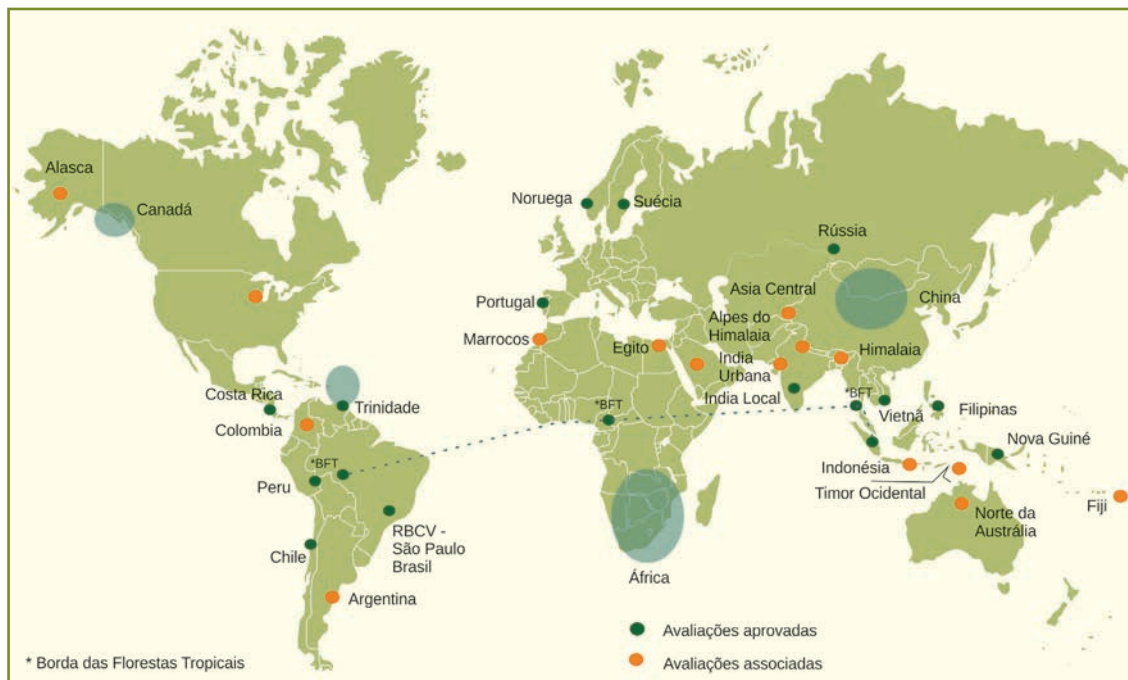 Alasca
Canadá
Noruega
Suécia
Rússia
Portugal
Asia Central
China
Marrocos
Egito
Alpes do
Himalaia
Himalaia
India
Urbana
India Local
*BFT
Vietnã
Filipinas
Costa Rica
Trinidade
*BFT
Colombia
Nova Guiné
*BFT
Peru
Indonésia
Timor Ocidental
Fiji
RBCV -
São Paulo
Brasil
Norte da
Austrália
Chile
África
Argentina
Avaliações aprovadas
Avaliações associadas
* Borda das Florestas Tropicais